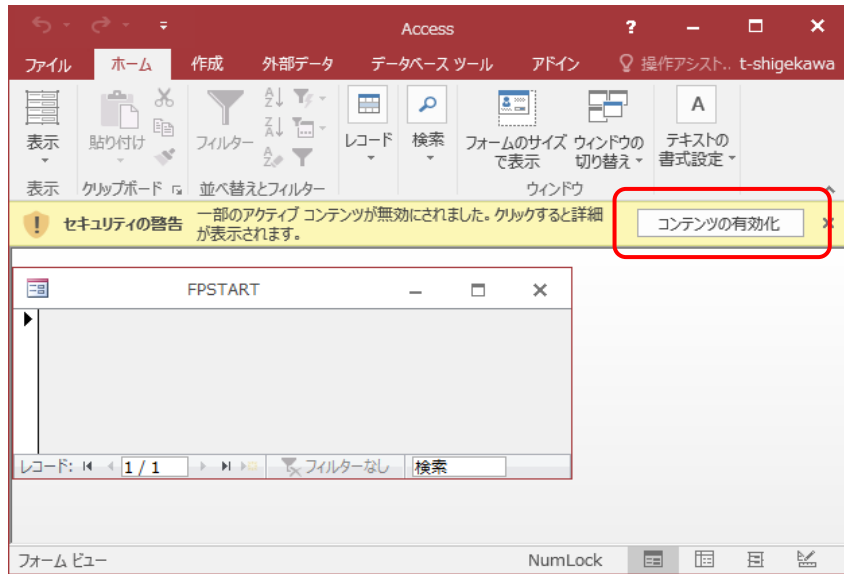 Access
?
ファイル ホーム 作成 外部データ データベース ツール アドイン 操作アシスト.. t-shigekawa
表示 貼り付け フィルター レコード 検索 フォームのサイズ ウィンドウの テキストの
で表示 切り替え 書式設定
表示 クリップボード 並べ替えとフィルター ウィンドウ
セキュリティの警告 一部のアクティブ コンテンツが無効にされました。クリックすると詳細
が表示されます。
コンテンツの有効化
FPSTART
レコード: 1 / 1 フィルターなし 検索
フォーム ビュー NumLock